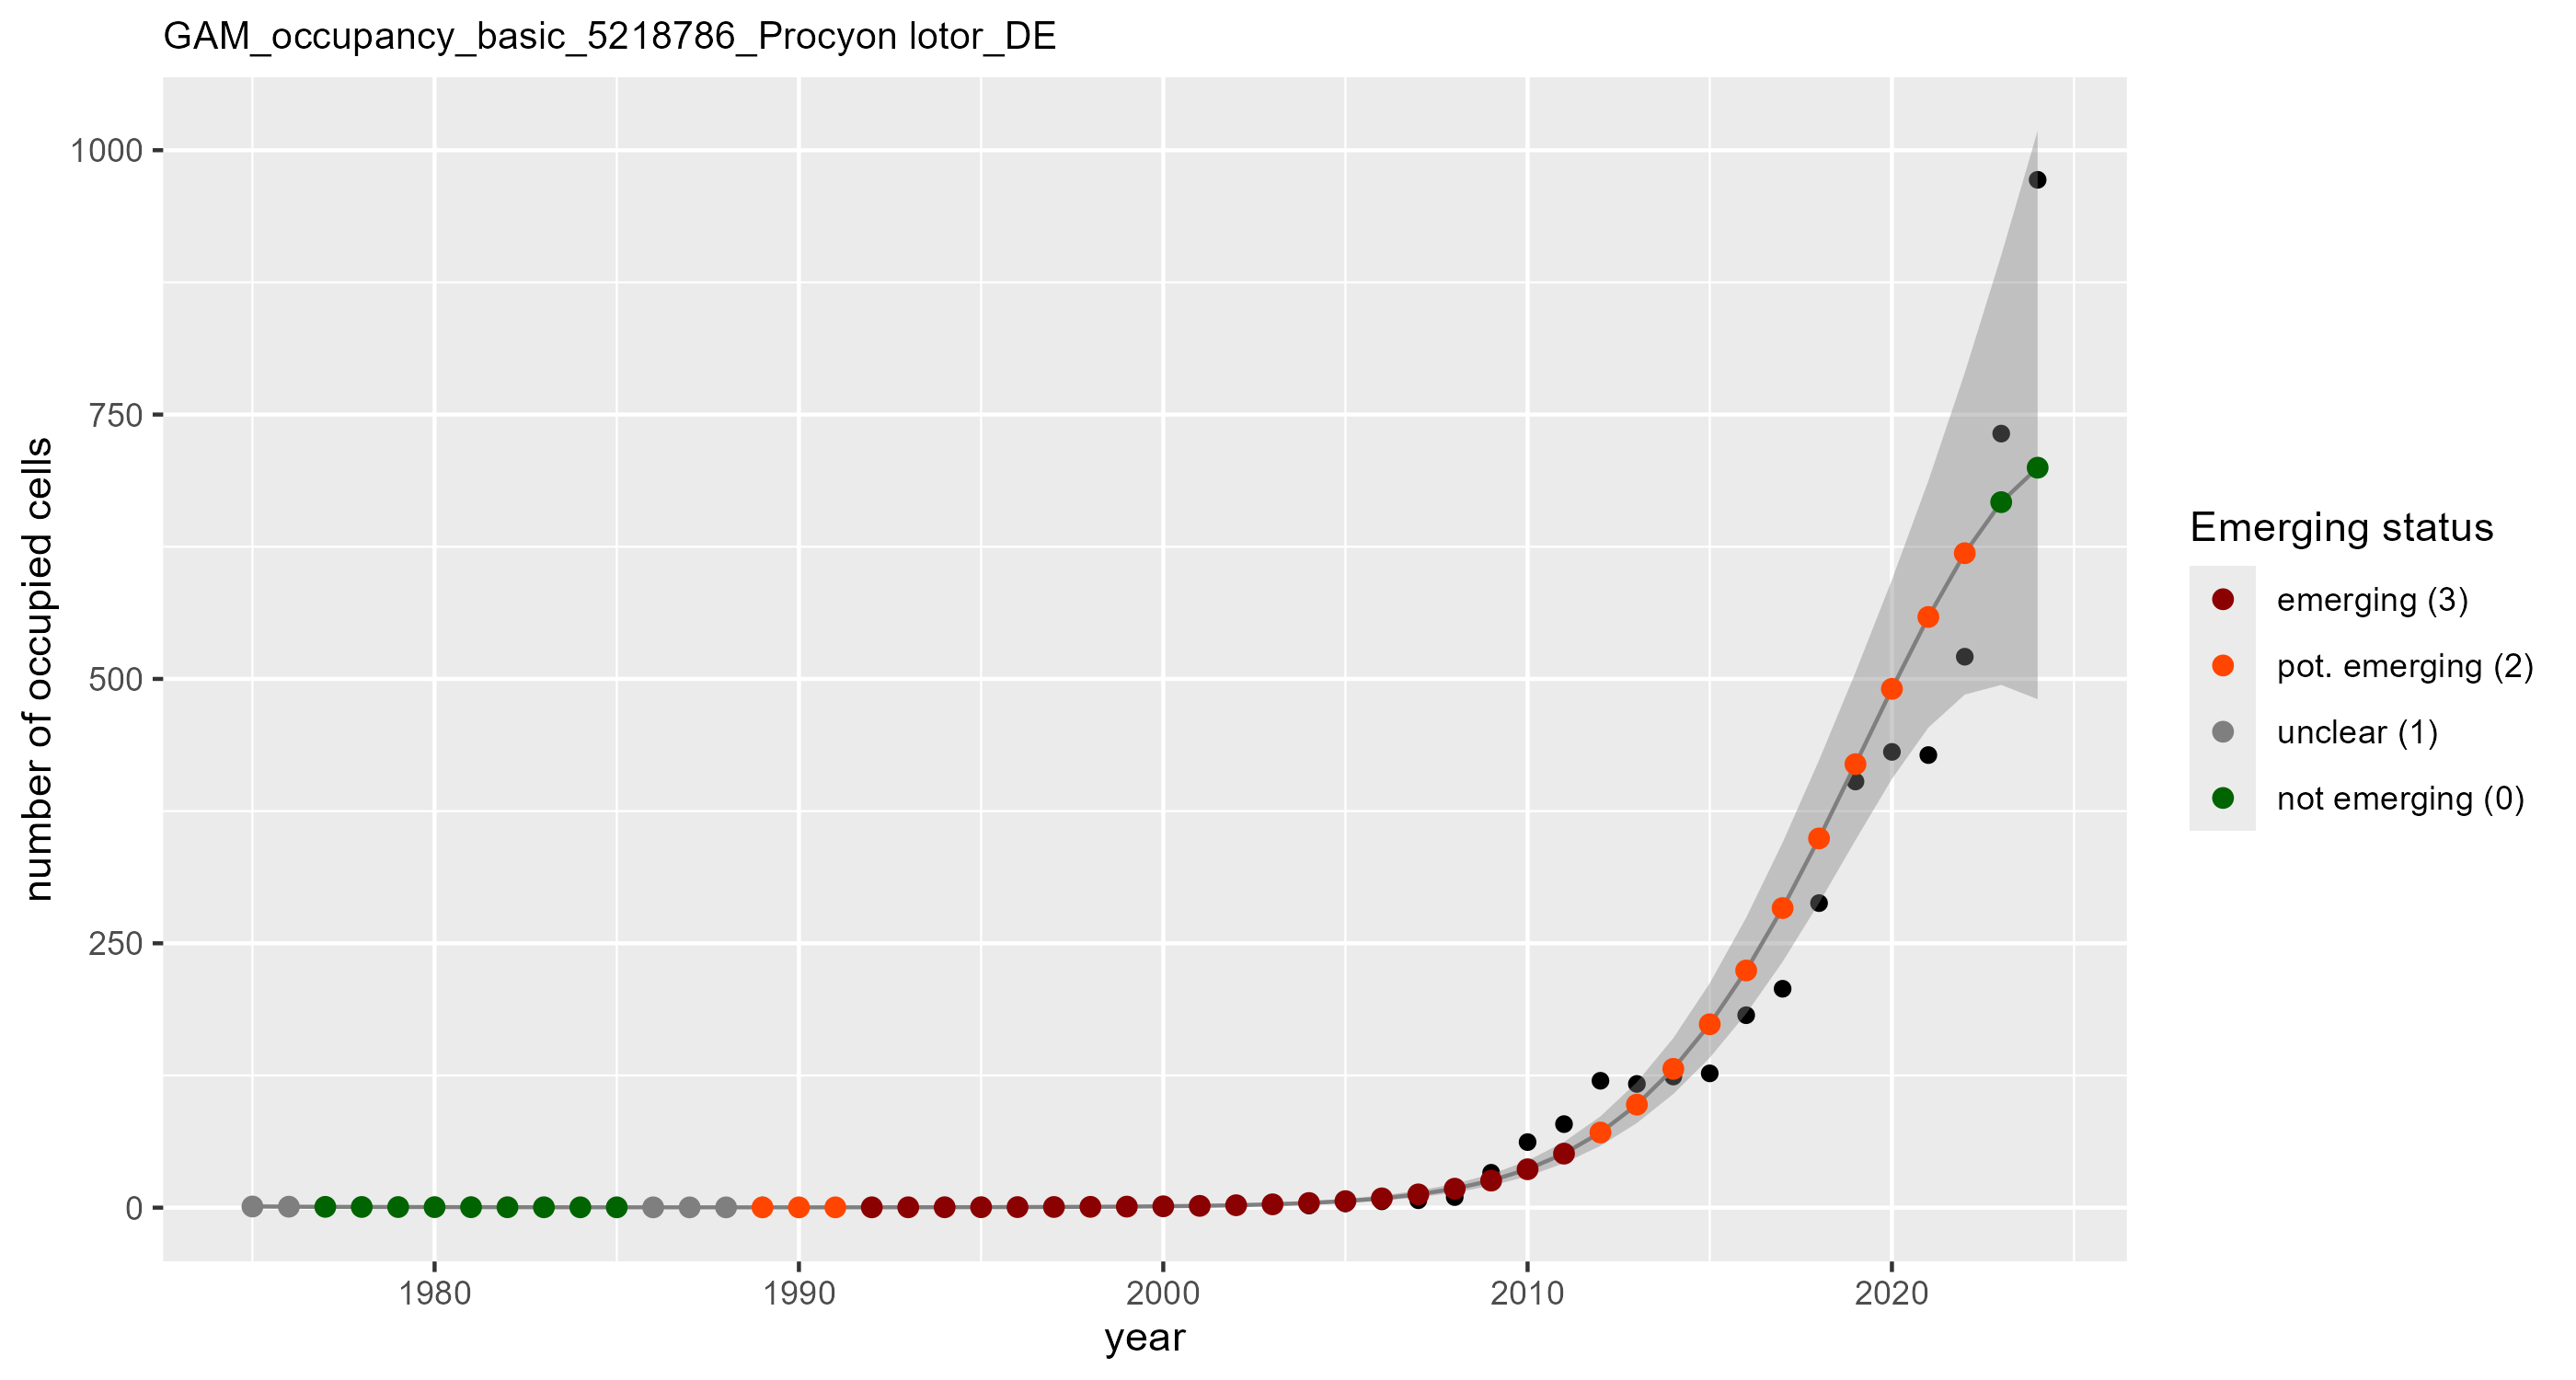 GAM_occupancy_basic_5218786_Procyon lotor_DE
number of occupied cells
1000
750
500
250
0
1980
1990
2000
2010
2020
year
Emerging status
emerging (3)
pot. emerging (2)
unclear (1)
not emerging (0)